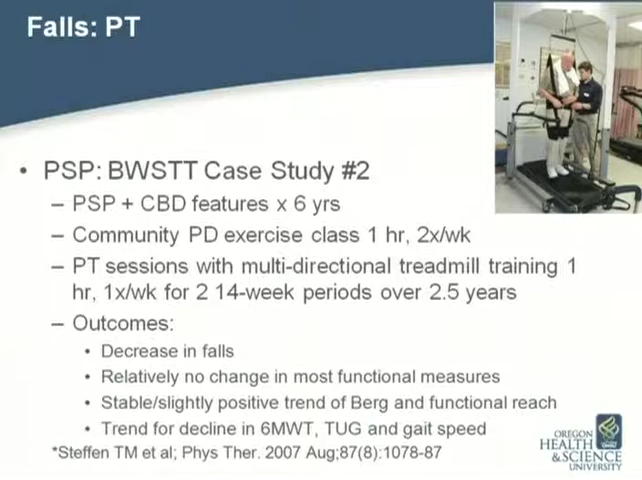 Falls: PT
• PSP: BWSTT Case Study #2
– PSP + CBD features x 6 yrs
– Community PD exercise class 1 hr, 2x/wk
– PT sessions with multi-directional treadmill training 1
hr, 1x/wk for 2 14-week periods over 2.5 years
– Outcomes:
• Decrease in falls
• Relatively no change in most functional measures
• Stable/slightly positive trend of Berg and functional reach
• Trend for decline in 6MWT, TUG and gait speed
*Steffen TM et al; Phys Ther. 2007 Aug;87(8):1078-87
OREGON
HEALTH
&SCIENCE
UNIVERSITY